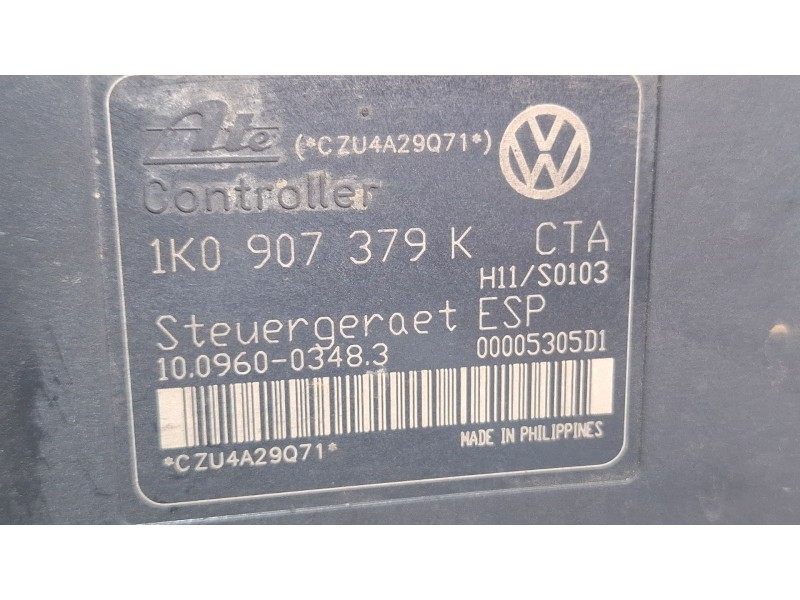 Ate (*CZU4A29Q71*)
Controller
1K0 907 379 K CTA
H11/S0103
Steuergeraet ESP
10.0960-0348.3 00005305D1
MADE IN PHILIPPINES
*CZU4A29Q71*